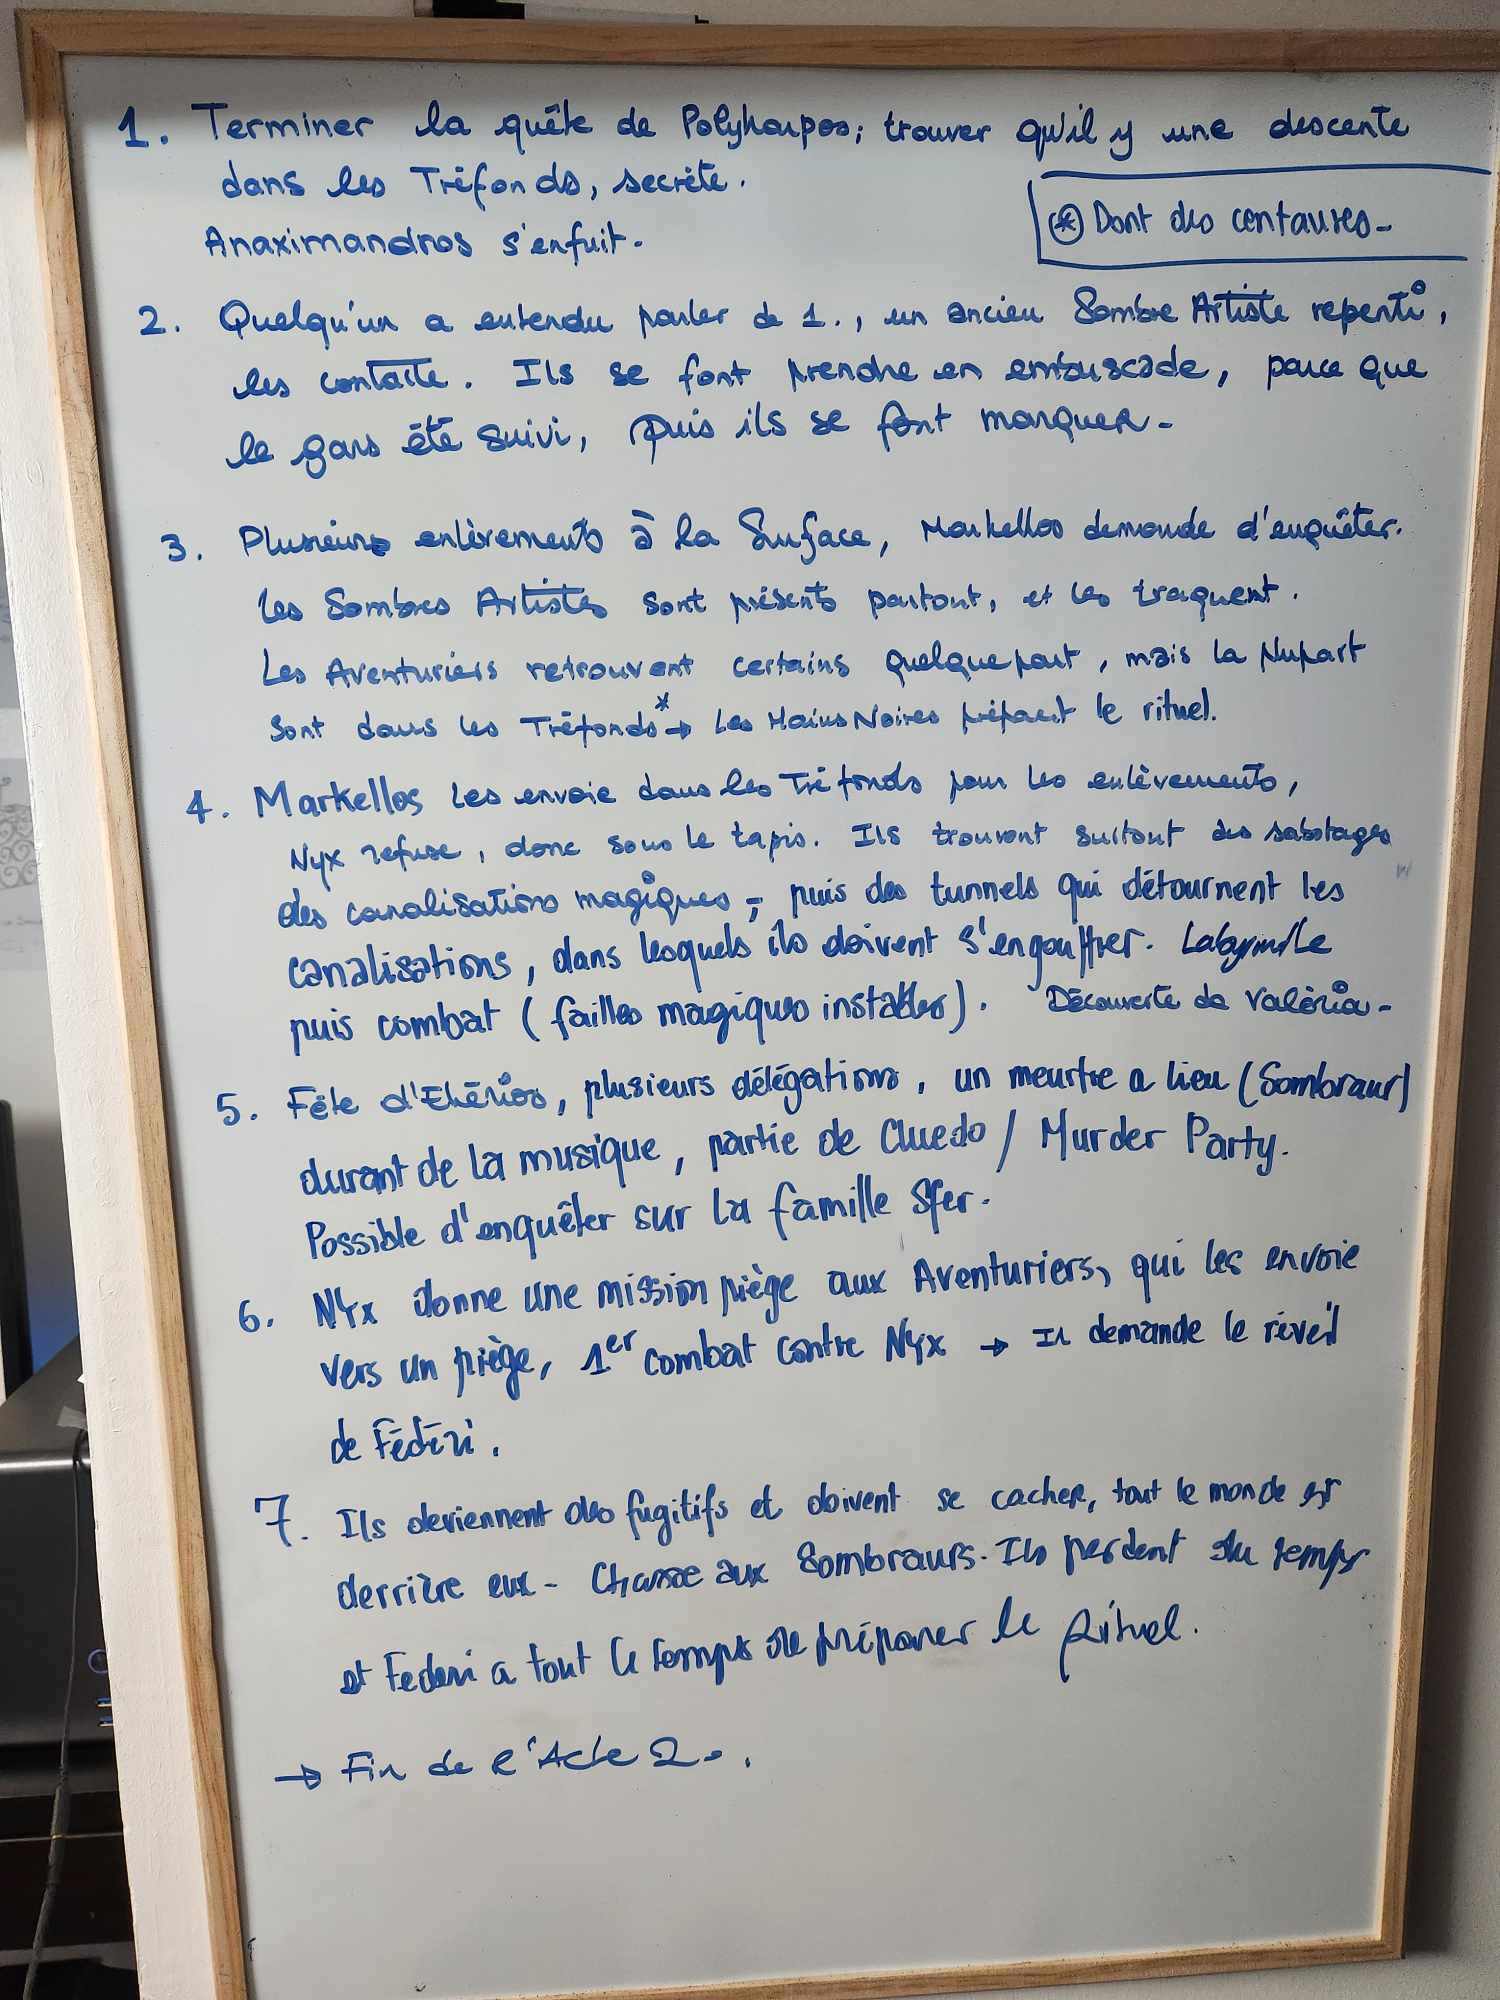 1. Terminer la quête de Polykarpos; trouver qu'il y une descente
dans les Tréfonds, secrète.
Anaximandros s'enfuit.
* Dont des centaures.
2. Quelqu'un a entendu parler de 1., un ancien Sombre Artiste repenti,
les contacte. Ils se font prendre en embuscade, parce que
le gars été suivi, puis ils se font marquer.
3. Plusieurs enlèvements à la Surface, Markellos demande d'enquêter.
Les Sombres Artistes sont présents partout, et les traquent.
Les Aventuriers retrouvent certains quelque part, mais la plupart
sont dans les Tréfonds* → Les Mains Noires prépare le rituel.
4. Markellos les envoie dans les Tréfonds pour les enlèvements,
Nyx refuse, donc sous le tapis. Ils trouvent surtout des sabotages
des canalisations magiques, puis des tunnels qui détournent les
canalisations, dans lesquels ils doivent s'engouffrer. Labyrinthe
puis combat (failles magiques instables). Découverte de Valéria.
5. Fête d'Ehérios, plusieurs délégations, un meurtre a lieu (Sombraur)
durant de la musique, partie de Cluedo / Murder Party.
Possible d'enquêter sur la famille Sfer.
6. Nyx donne une mission piège aux Aventuriers, qui les envoie
vers un piège, 1er combat contre Nyx → Il demande le réveil
de Fédéri.
7. Ils deviennent des fugitifs et doivent se cacher, tout le monde est
derrière eux. Chasse aux Sombraurs. Ils perdent du temps
et Federi a tout le temps de préparer le Rituel.
→ Fin de l'Acte 2.